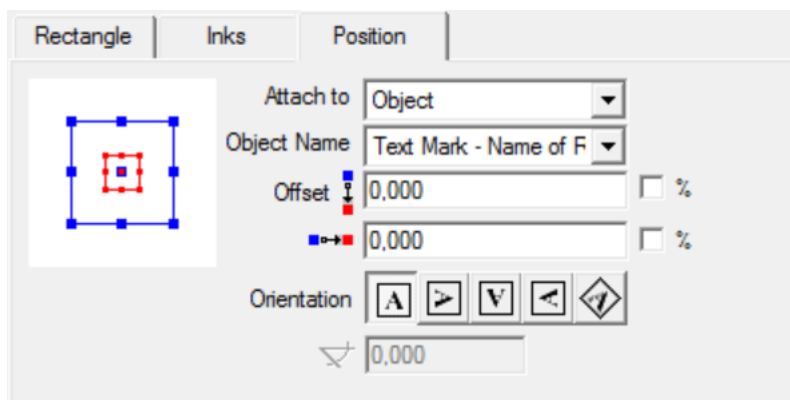 Rectangle Inks Position
Attach to Object
Object Name Text Mark - Name of F
Offset 0,000 %
0,000 %
Orientation A A A A A
0,000